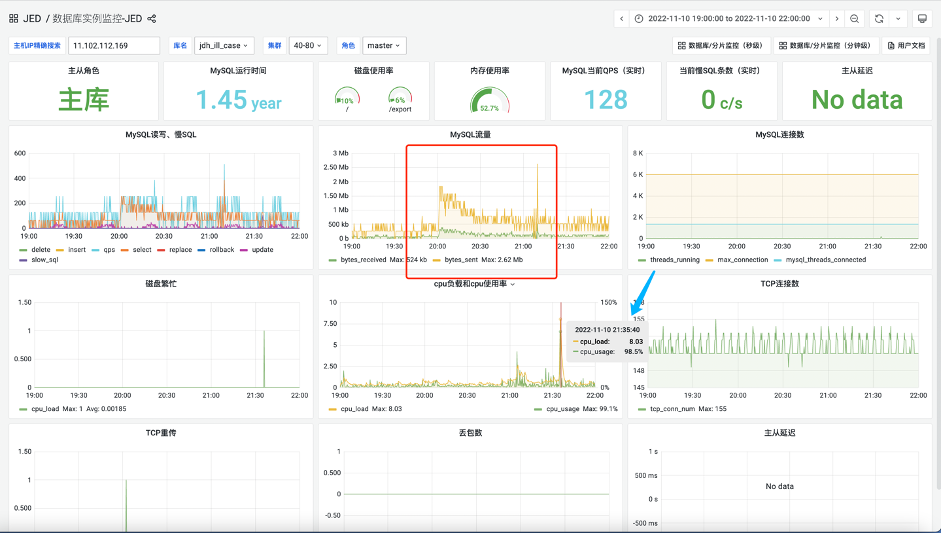 JED / 数据库实例监控-JED
2022-11-10 19:00:00 to 2022-11-10 22:00:00
主机IP精确搜索 11.102.112.169 库名 jdh_ill_case 集群 40-80 角色 master
数据库/分片监控（秒级） 数据库/分片监控（分钟级） 用户文档
主从角色
主库
MySQL运行时间
1.45 year
磁盘使用率
10%
/
6%
/export
内存使用率
52.7%
MySQL当前QPS（实时）
128
当前慢SQL条数（实时）
0 c/s
主从延迟
No data
MySQL读写、慢SQL
600
400
200
0
19:00 19:30 20:00 20:30 21:00 21:30 22:00
delete insert qps select replace rollback update
slow_sql
MySQL流量
3 Mb
2.50 Mb
2 Mb
1.50 Mb
1 Mb
500 kb
0 b
19:00 19:30 20:00 20:30 21:00 21:30 22:00
bytes_received Max: 524 kb bytes_sent Max: 2.62 Mb
MySQL连接数
8 K
6 K
4 K
2 K
0
19:00 19:30 20:00 20:30 21:00 21:30 22:00
threads_running max_connection mysql_threads_connected
磁盘繁忙
1.50
1
0.500
0
19:00 19:30 20:00 20:30 21:00 21:30 22:00
cpu_load Max: 1 Avg: 0.00185
cpu负载和cpu使用率
10
7.50
5
2.50
0
150%
0%
19:00 19:30 20:00 20:30 21:00 21:30 22:00
cpu_load Max: 8.03 cpu_usage Max: 99.1%
2022-11-10 21:35:40
cpu_load: 8.03
cpu_usage: 98.5%
TCP连接数
155
148
145
19:00 19:30 20:00 20:30 21:00 21:30 22:00
tcp_conn_num Max: 155
TCP重传
1.50
1
0.500
丢包数
1
0.500
0
-0.50
主从延迟
1 s
500 ms
0 s
-500 ms
No data